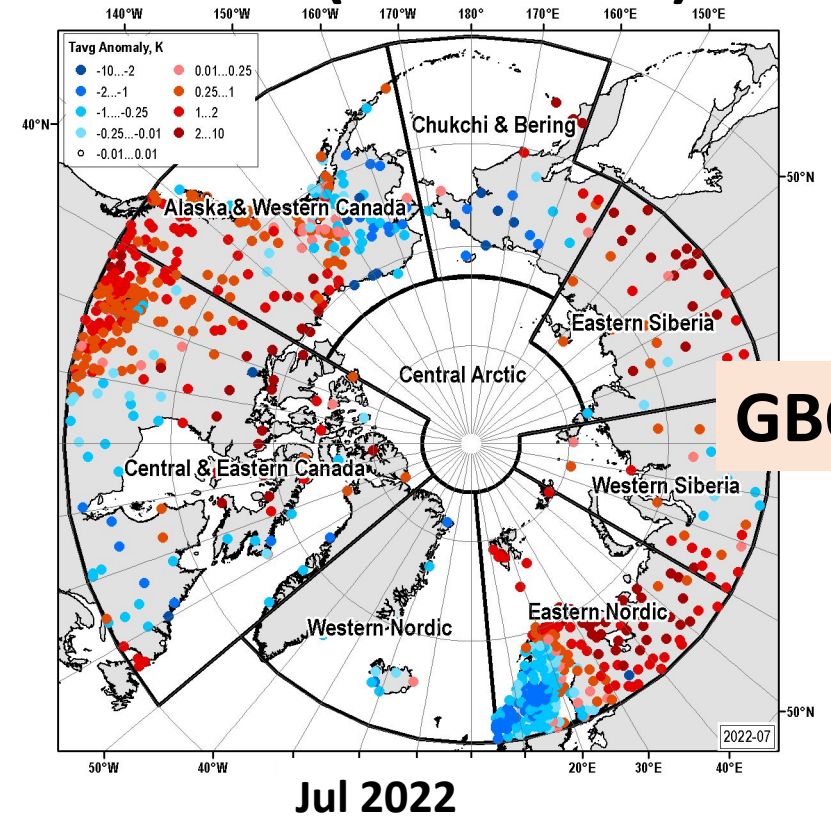 140°W 150°W 160°W 170°W 180° 170°E 160°E 150°E
Tavg Anomaly, K
-10...-2 0.01...0.25
-2...-1 0.25...1
-1....-0.25 1...2
-0.25...-0.01 2...10
-0.01...0.01
40°N
50°N
Chukchi & Bering
Alaska & Western Canada
Eastern Siberia
Central Arctic
GB
Central & Eastern Canada
Western Siberia
Eastern Nordic
Western Nordic
50°N
2022-07
50°W 40°W 20°E 30°E 40°E
Jul 2022